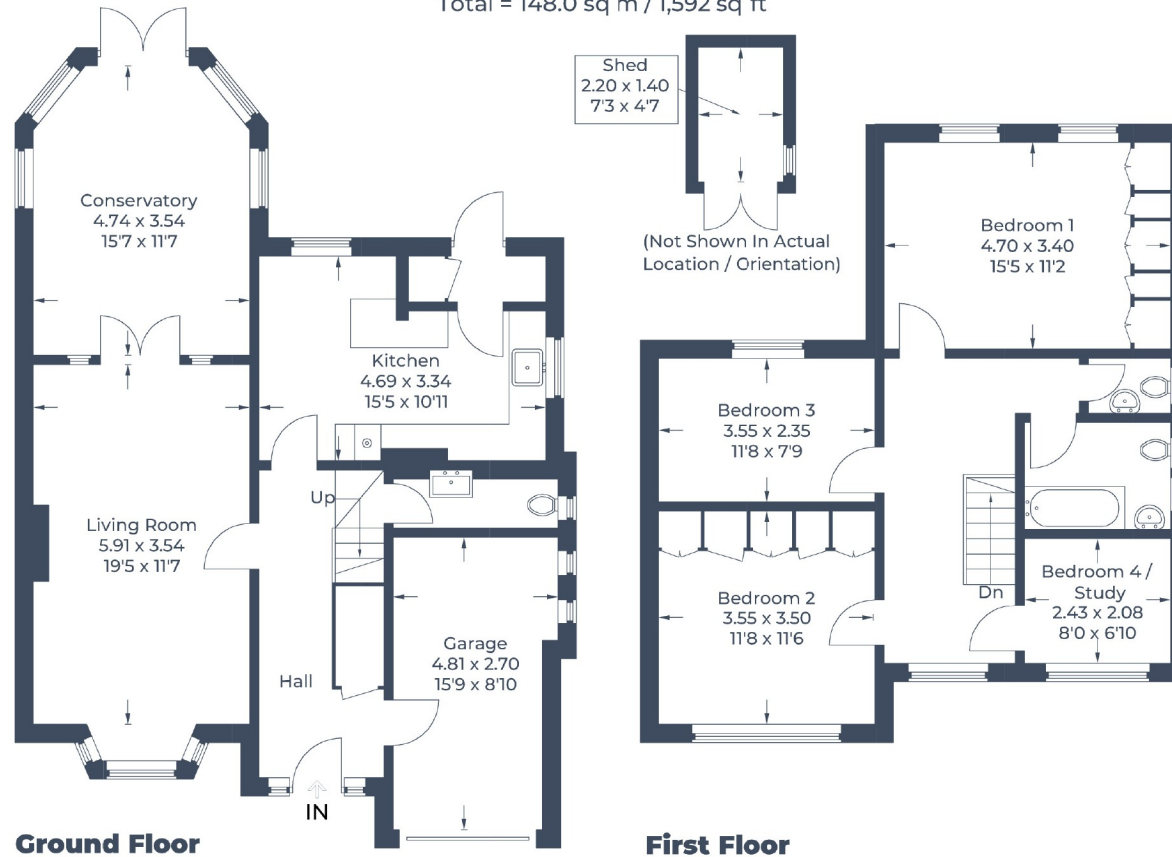 Total = 148.0 sq m / 1,592 sq ft
Shed
2.20 x 1.40
7'3 x 4'7
(Not Shown In Actual
Location / Orientation)
Conservatory
4.74 x 3.54
15'7 x 11'7
Kitchen
4.69 x 3.34
15'5 x 10'11
Living Room
5.91 x 3.54
19'5 x 11'7
Up
Hall
Garage
4.81 x 2.70
15'9 x 8'10
IN
Ground Floor
Bedroom 1
4.70 x 3.40
15'5 x 11'2
Bedroom 3
3.55 x 2.35
11'8 x 7'9
Bedroom 2
3.55 x 3.50
11'8 x 11'6
Dn
Bedroom 4 /
Study
2.43 x 2.08
8'0 x 6'10
First Floor